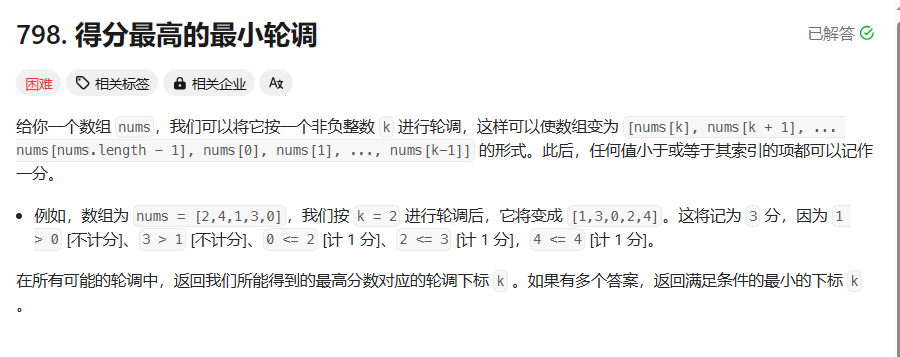 798. 得分最高的最小轮调
已解答
困难 相关标签 相关企业
给你一个数组 nums，我们可以将它按一个非负整数 k 进行轮调，这样可以使数组变为 [nums[k], nums[k + 1], ...
nums[nums.length - 1], nums[0], nums[1], ..., nums[k-1]] 的形式。此后，任何值小于或等于其索引的项都可以记作
一分。
• 例如，数组为 nums = [2,4,1,3,0]，我们按 k = 2 进行轮调后，它将变成 [1,3,0,2,4]。这将记为 3 分，因为 1
> 0 [不计分]、3 > 1 [不计分]、0 <= 2 [计 1 分]、2 <= 3 [计 1 分]，4 <= 4 [计 1 分]。
在所有可能的轮调中，返回我们所能得到的最高分数对应的轮调下标 k 。如果有多个答案，返回满足条件的最小的下标 k
。